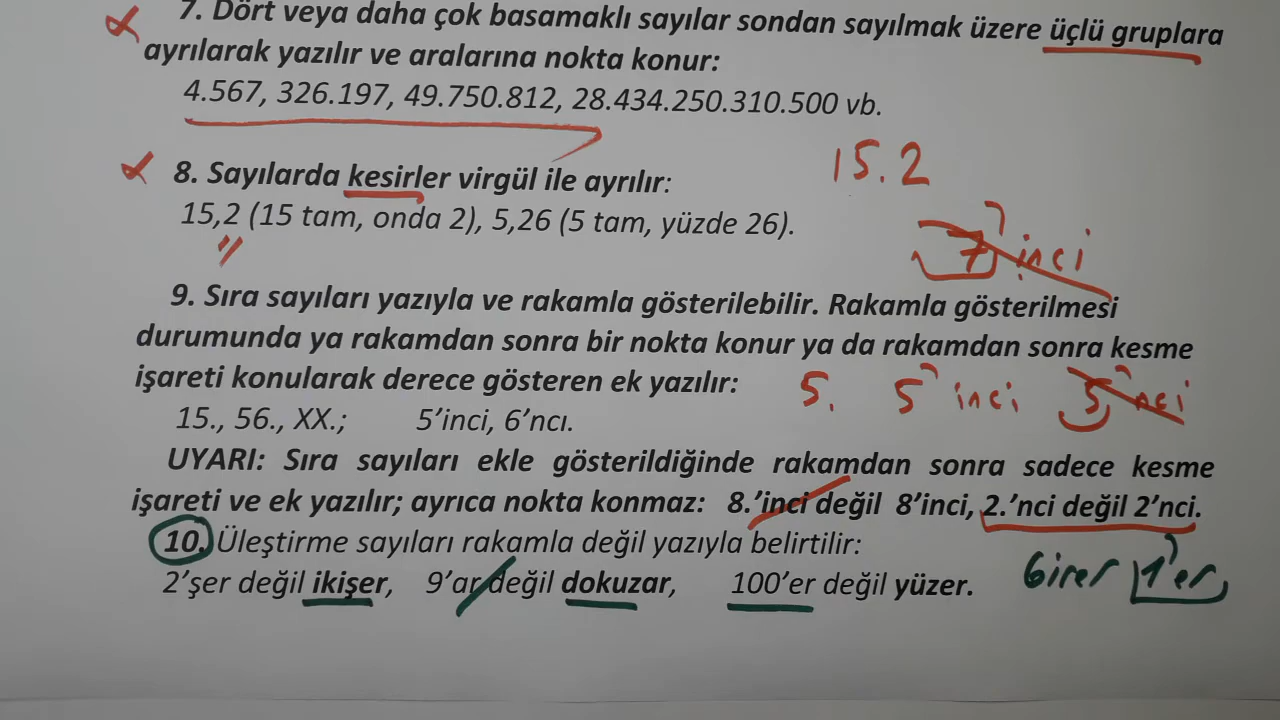 7. Dört veya daha çok basamaklı sayılar sondan sayılmak üzere üçlü gruplara
ayrılarak yazılır ve aralarına nokta konur:
4.567, 326.197, 49.750.812, 28.434.250.310.500 vb.
15.2
8. Sayılarda kesirler virgül ile ayrılır:
15,2 (15 tam, onda 2), 5,26 (5 tam, yüzde 26).
7'inci
9. Sıra sayıları yazıyla ve rakamla gösterilebilir. Rakamla gösterilmesi
durumunda ya rakamdan sonra bir nokta konur ya da rakamdan sonra kesme
işareti konularak derece gösteren ek yazılır:
5. 5'inci 5'nci
15., 56., XX.; 5'inci, 6'ncı.
UYARI: Sıra sayıları ekle gösterildiğinde rakamdan sonra sadece kesme
işareti ve ek yazılır; ayrıca nokta konmaz: 8.'inci değil 8'inci, 2.'nci değil 2'nci.
10. Üleştirme sayıları rakamla değil yazıyla belirtilir:
2'şer değil ikişer, 9'ar değil dokuzar, 100'er değil yüzer.
birer 1'er